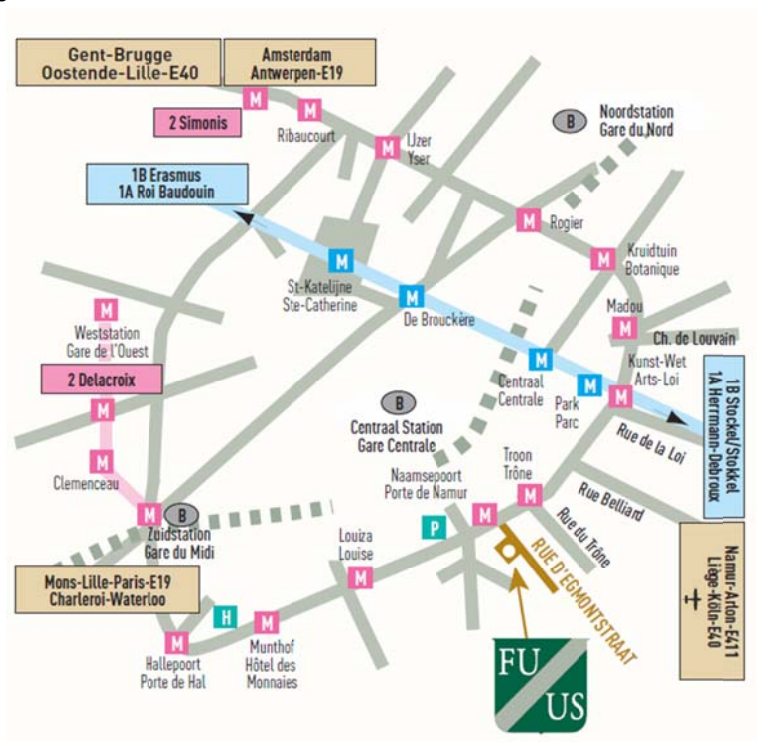 Gent-Brugge
Oostende-Lille-E40
Amsterdam
Antwerpen-E19
M
M
2 Simonis
Ribaucourt
M
IJzer
Yser
B
Noordstation
Gare du Nord
1B Erasmus
1A Roi Baudouin
M
Rogier
M
Kruidtuin
Botanique
M
St-Katelijne
Ste-Catherine
M
De Brouckère
M
Weststation
Gare de l'Ouest
Madou
M
Ch. de Louvain
Kunst-Wet
Arts-Loi
M
M
Centraal
Centrale
M
Park
Parc
1B Stockel/Stokkel
1A Herrmann-Debroux
2 Delacroix
M
B
Centraal Station
Gare Centrale
Rue de la Loi
M
Clemenceau
Naamsepoort
Porte de Namur
Troon
Trône
M
M
Rue Belliard
Rue du Trône
M
B
Zuidstation
Gare du Midi
P
Louiza
Louise
M
RUE D'EGMONTSTRAAT
Namur-Arlon-E411
Liège-Köln-E40
Mons-Lille-Paris-E19
Charleroi-Waterloo
H
M
M
Hallepoort
Porte de Hal
Munthof
Hôtel des
Monnaies
FU
US